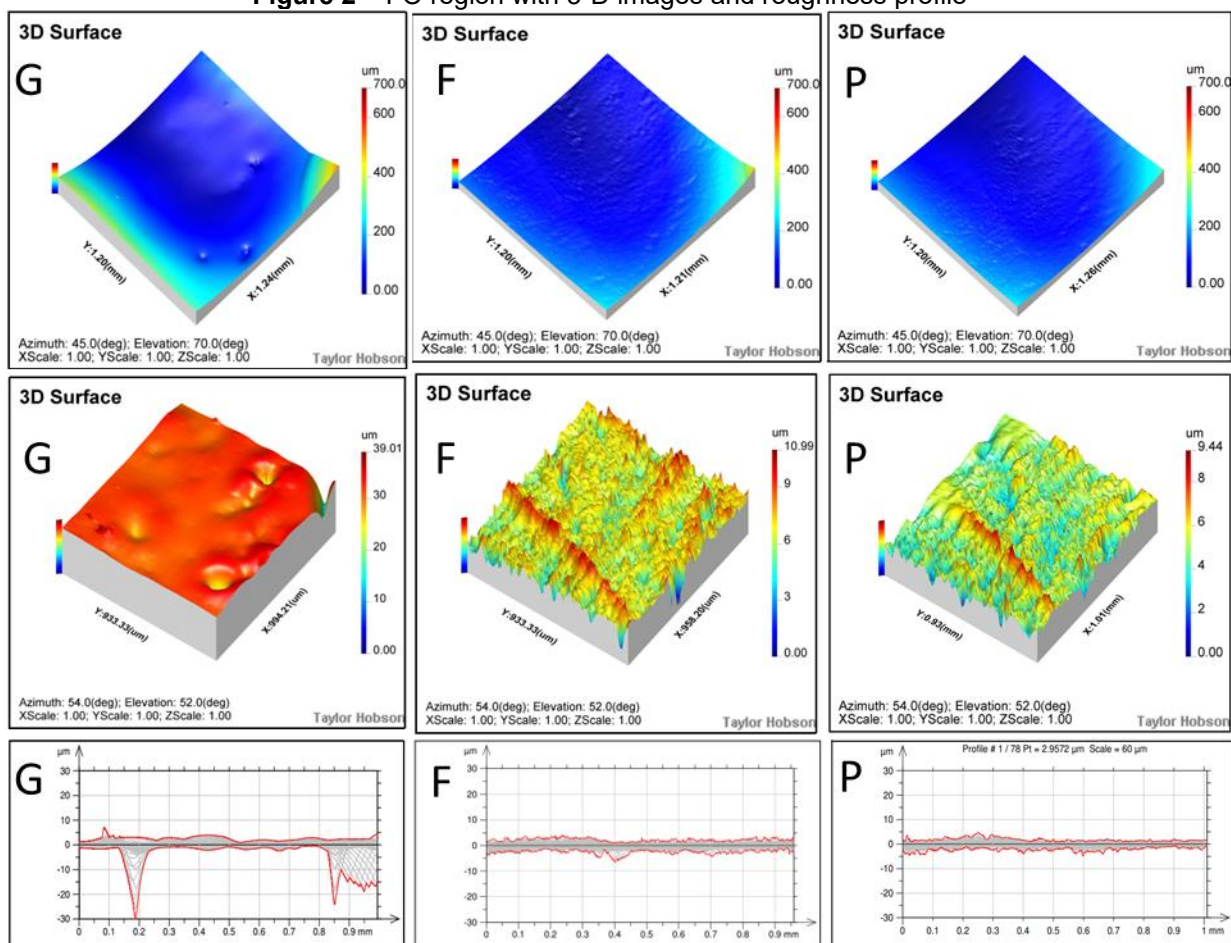 3D Surface
G
um
700.0
600
400
200
0.00
Y:1.20(mm)
X:1.24(mm)
Azimuth: 45.0(deg); Elevation: 70.0(deg)
XScale: 1.00; YScale: 1.00; ZScale: 1.00
Taylor Hobson
3D Surface
F
um
700.0
600
400
200
0.00
Y:1.20(mm)
X:1.21(mm)
Azimuth: 45.0(deg); Elevation: 70.0(deg)
XScale: 1.00; YScale: 1.00; ZScale: 1.00
Taylor Hobson
3D Surface
P
um
700.0
600
400
200
0.00
Y:1.20(mm)
X:1.26(mm)
Azimuth: 45.0(deg); Elevation: 70.0(deg)
XScale: 1.00; YScale: 1.00; ZScale: 1.00
Taylor Hobson
3D Surface
G
um
39.01
30
20
10
0.00
Y:933.33(um)
X:994.21(um)
Azimuth: 54.0(deg); Elevation: 52.0(deg)
XScale: 1.00; YScale: 1.00; ZScale: 1.00
Taylor Hobson
3D Surface
F
um
10.99
9
6
3
0.00
Y:933.33(um)
X:958.20(um)
Azimuth: 54.0(deg); Elevation: 52.0(deg)
XScale: 1.00; YScale: 1.00; ZScale: 1.00
Taylor Hobson
3D Surface
P
um
9.44
8
6
4
2
0.00
Y:0.93(mm)
X:1.01(mm)
Azimuth: 54.0(deg); Elevation: 52.0(deg)
XScale: 1.00; YScale: 1.00; ZScale: 1.00
Taylor Hobson
G
µm
30
20
10
0
-10
-20
-30
0 0.1 0.2 0.3 0.4 0.5 0.6 0.7 0.8 0.9 mm
F
µm
30
20
10
0
-10
-20
-30
0 0.1 0.2 0.3 0.4 0.5 0.6 0.7 0.8 0.9 mm
P
µm
Profile # 1 / 78 Pt = 2.9572 µm Scale = 60 µm
30
20
10
0
-10
-20
-30
0 0.1 0.2 0.3 0.4 0.5 0.6 0.7 0.8 0.9 1 mm